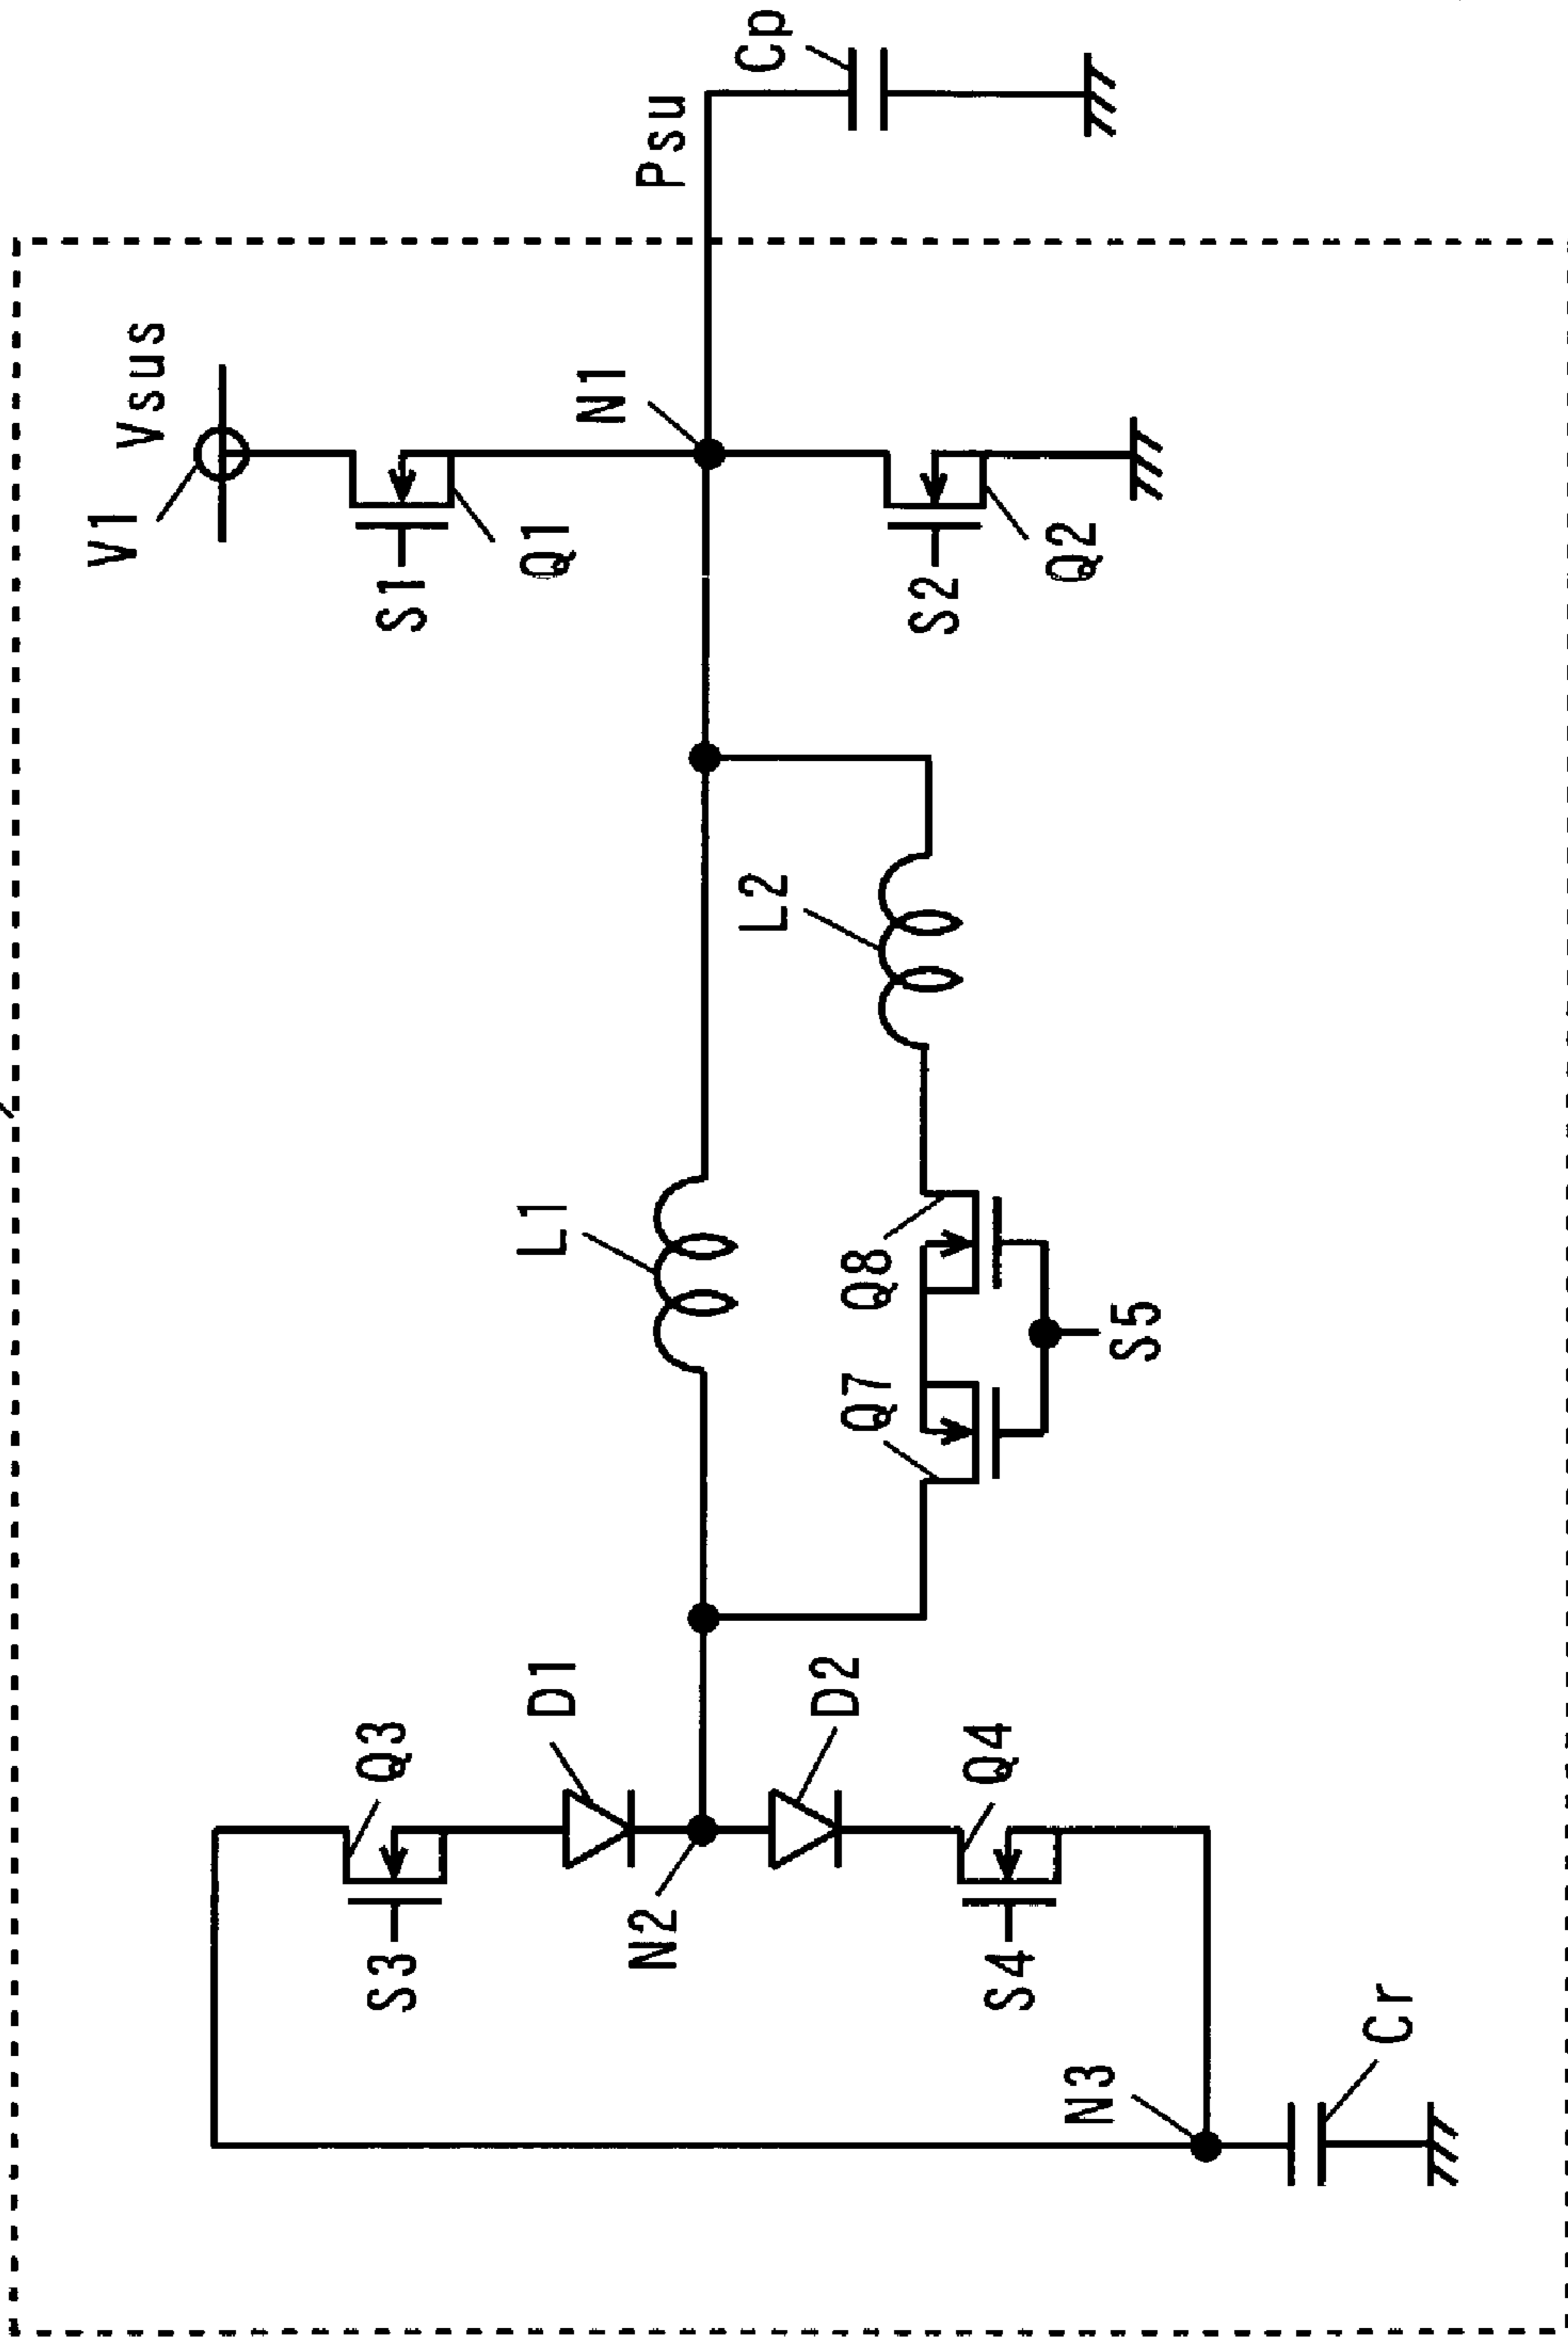 V1
Vsus
S1
Q1
N1
S2
Q2
Psu
Cp
L1
L2
Q7
Q8
S5
D1
D2
Q3
S3
N2
Q4
S4
N3
Cr